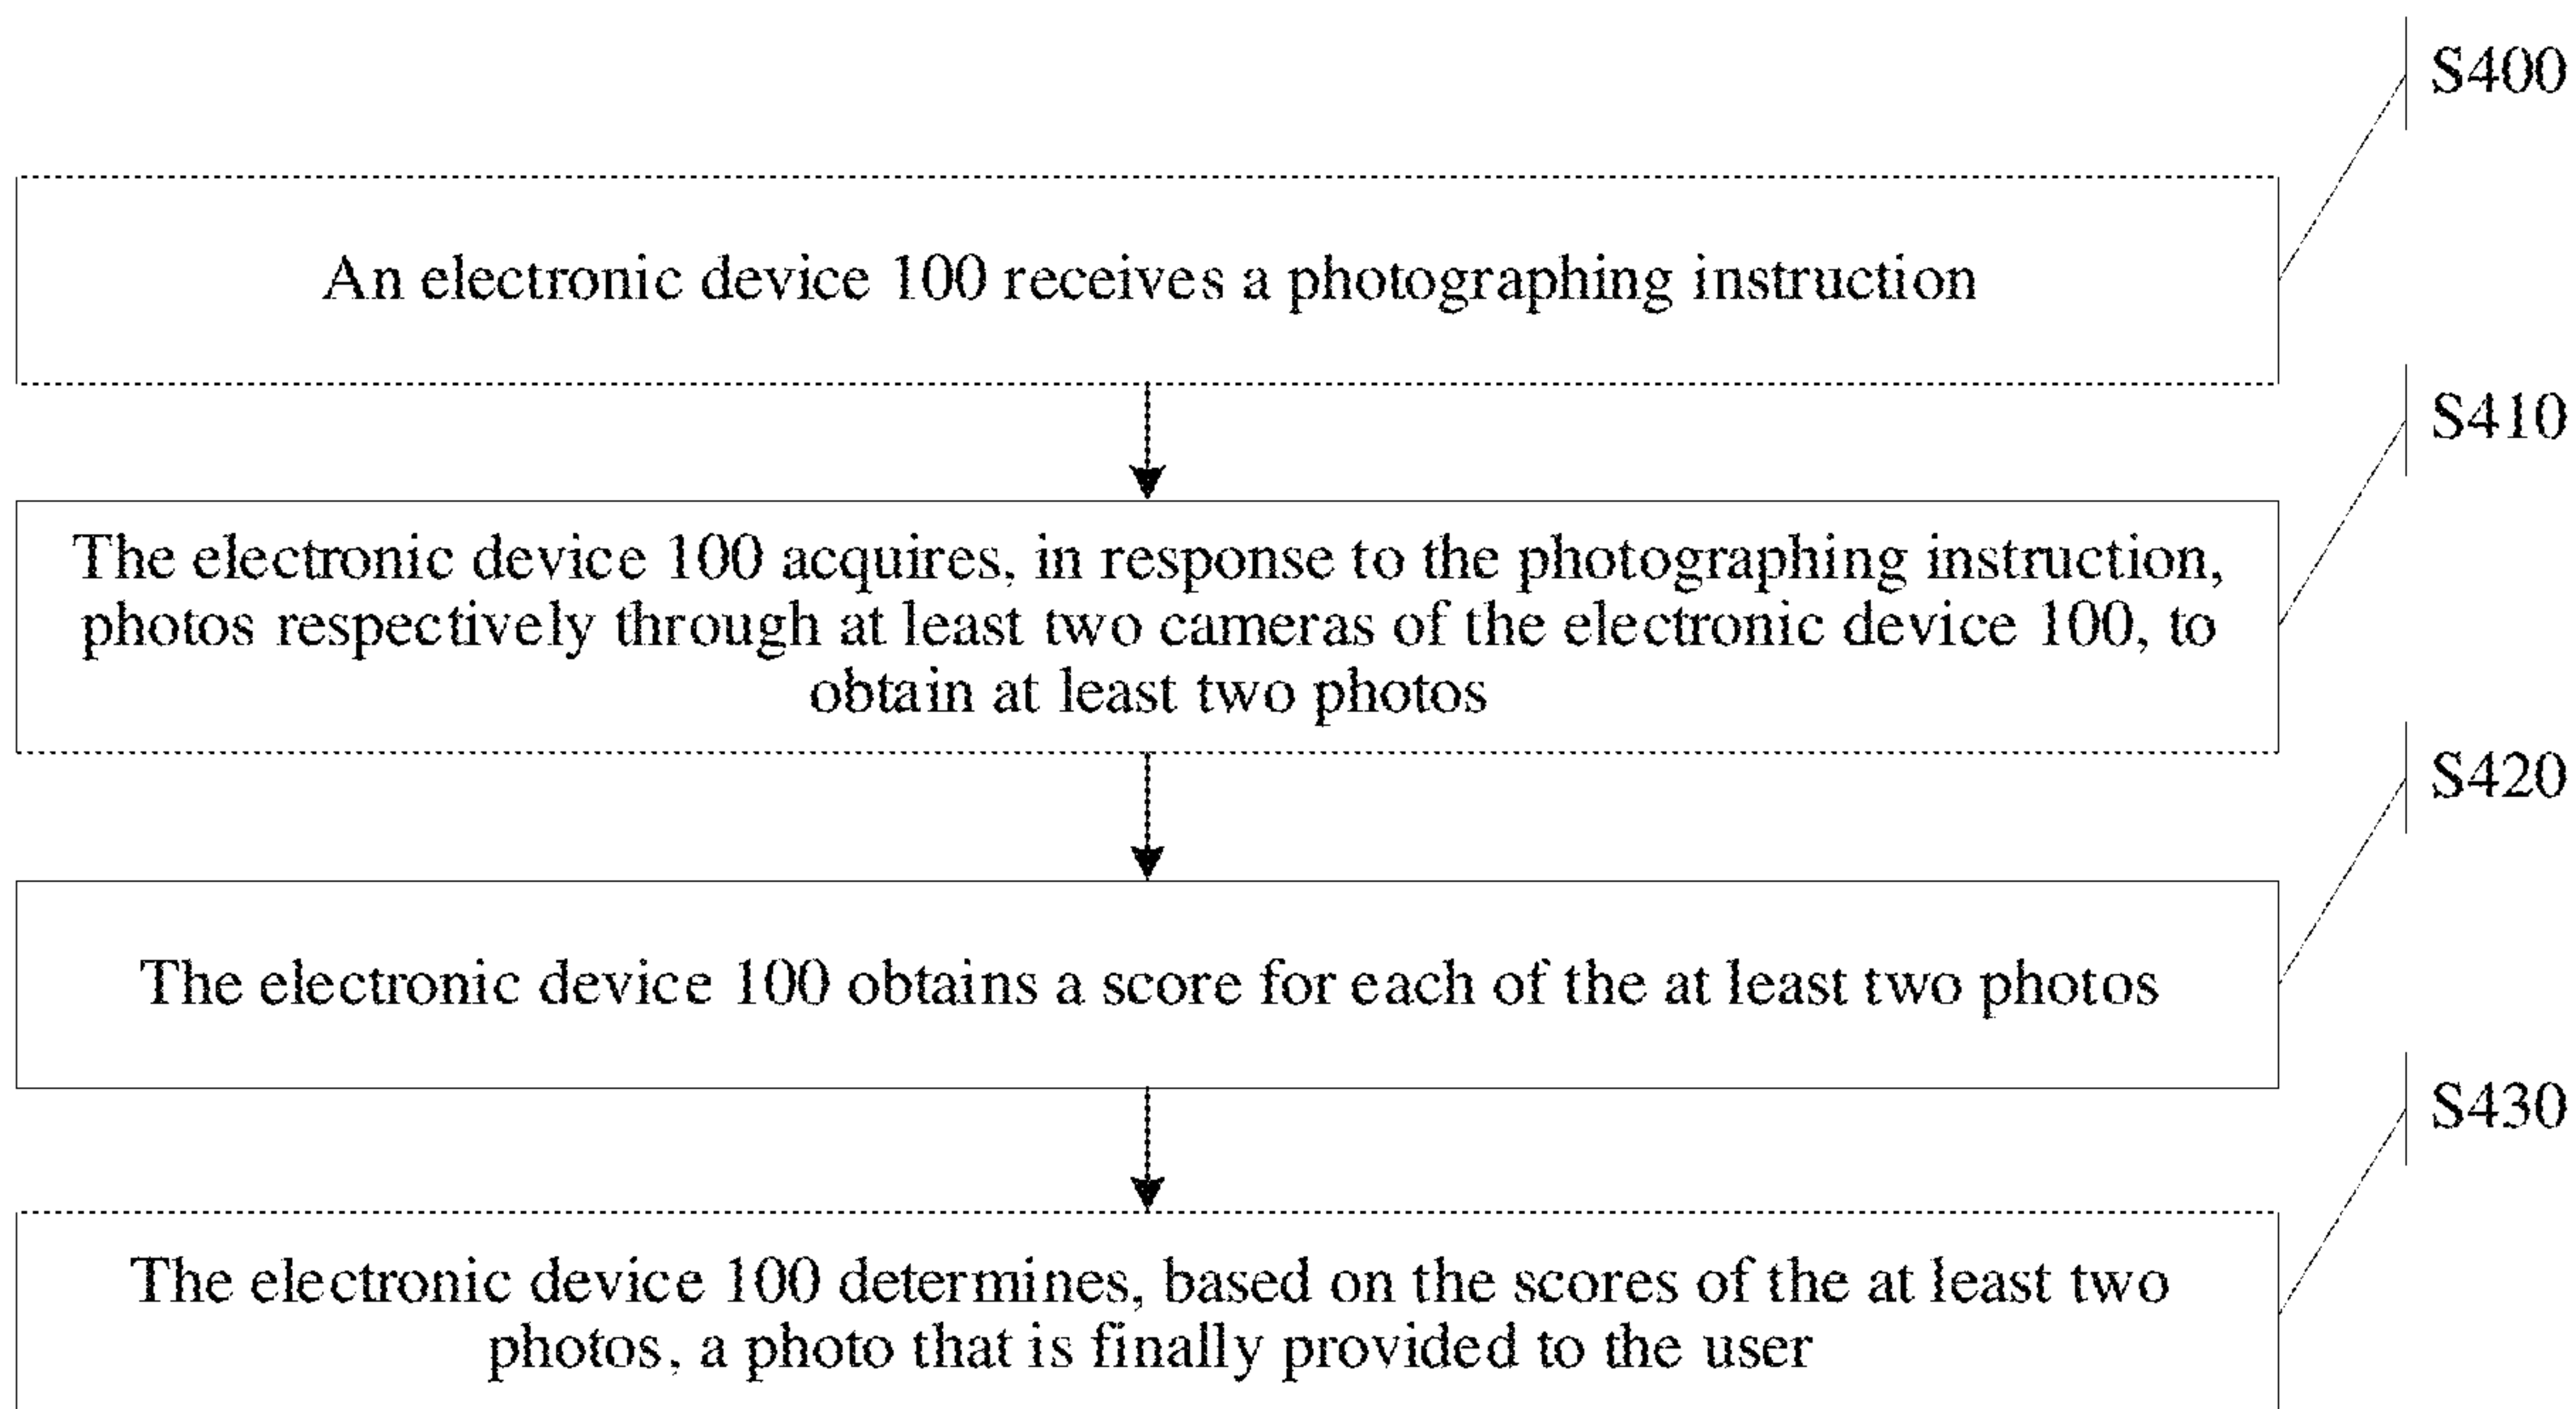 S400
An electronic device 100 receives a photographing instruction
S410
The electronic device 100 acquires, in response to the photographing instruction,
photos respectively through at least two cameras of the electronic device 100, to
obtain at least two photos
S420
The electronic device 100 obtains a score for each of the at least two photos
S430
The electronic device 100 determines, based on the scores of the at least two
photos, a photo that is finally provided to the user